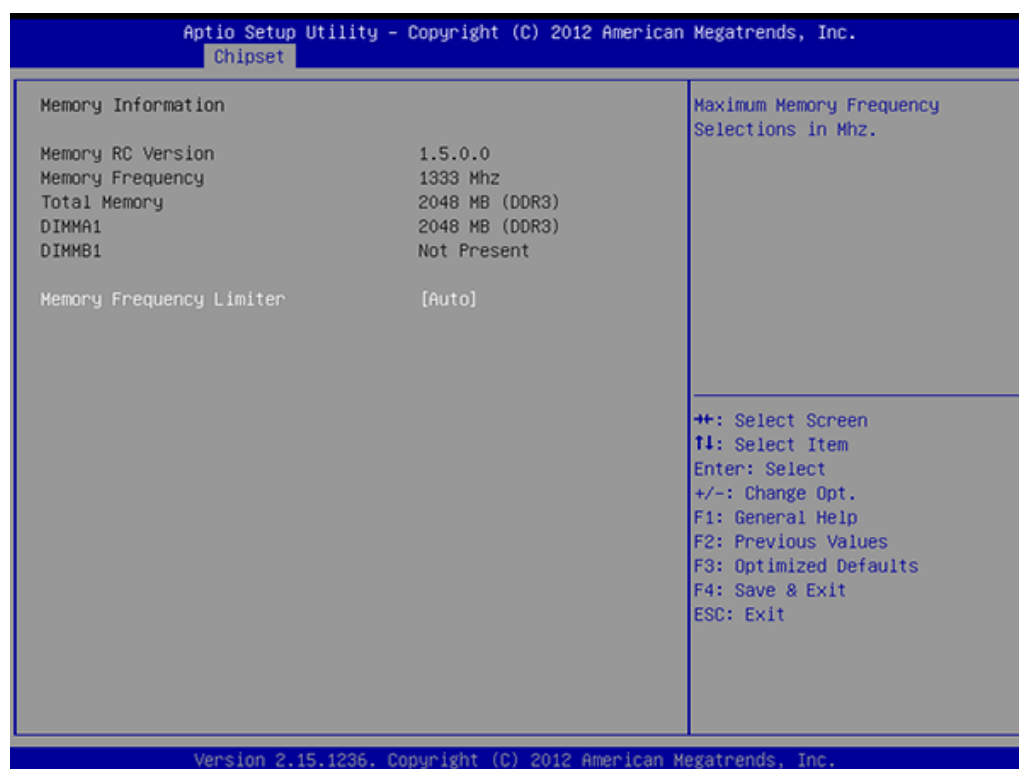 Aptio Setup Utility – Copyright (C) 2012 American Megatrends, Inc.
Chipset
Memory Information
Memory RC Version 1.5.0.0
Memory Frequency 1333 Mhz
Total Memory 2048 MB (DDR3)
DIMMA1 2048 MB (DDR3)
DIMMB1 Not Present
Memory Frequency Limiter [Auto]
Maximum Memory Frequency
Selections in Mhz.
→←: Select Screen
↑↓: Select Item
Enter: Select
+/-: Change Opt.
F1: General Help
F2: Previous Values
F3: Optimized Defaults
F4: Save & Exit
ESC: Exit
Version 2.15.1236. Copyright (C) 2012 American Megatrends, Inc.